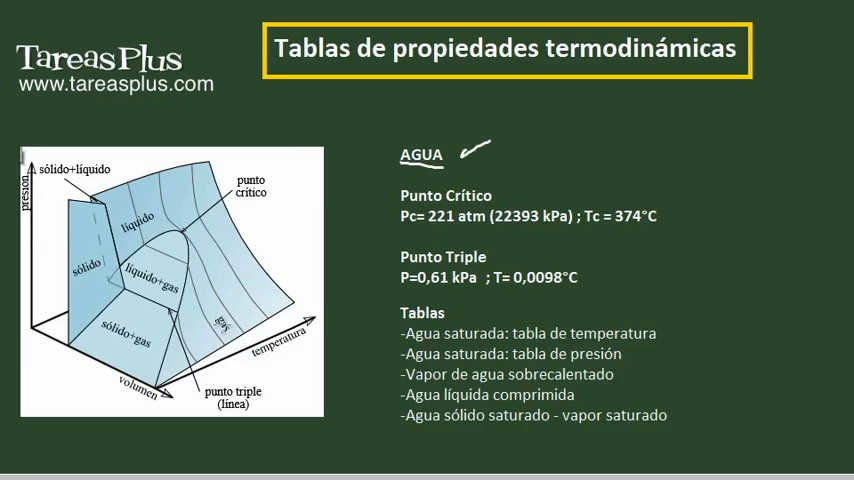 Tablas de propiedades termodinámicas
TareasPlus
www.tareasplus.com
AGUA
Punto Crítico
Pc= 221 atm (22393 kPa) ; Tc = 374°C
Punto Triple
P=0,61 kPa ; T= 0,0098°C
Tablas
-Agua saturada: tabla de temperatura
-Agua saturada: tabla de presión
-Vapor de agua sobrecalentado
-Agua líquida comprimida
-Agua sólido saturado - vapor saturado
presión
sólido+líquido
punto
crítico
líquido
sólido
líquido+gas
sólido+gas
gas
temperatura
volumen
punto triple
(línea)